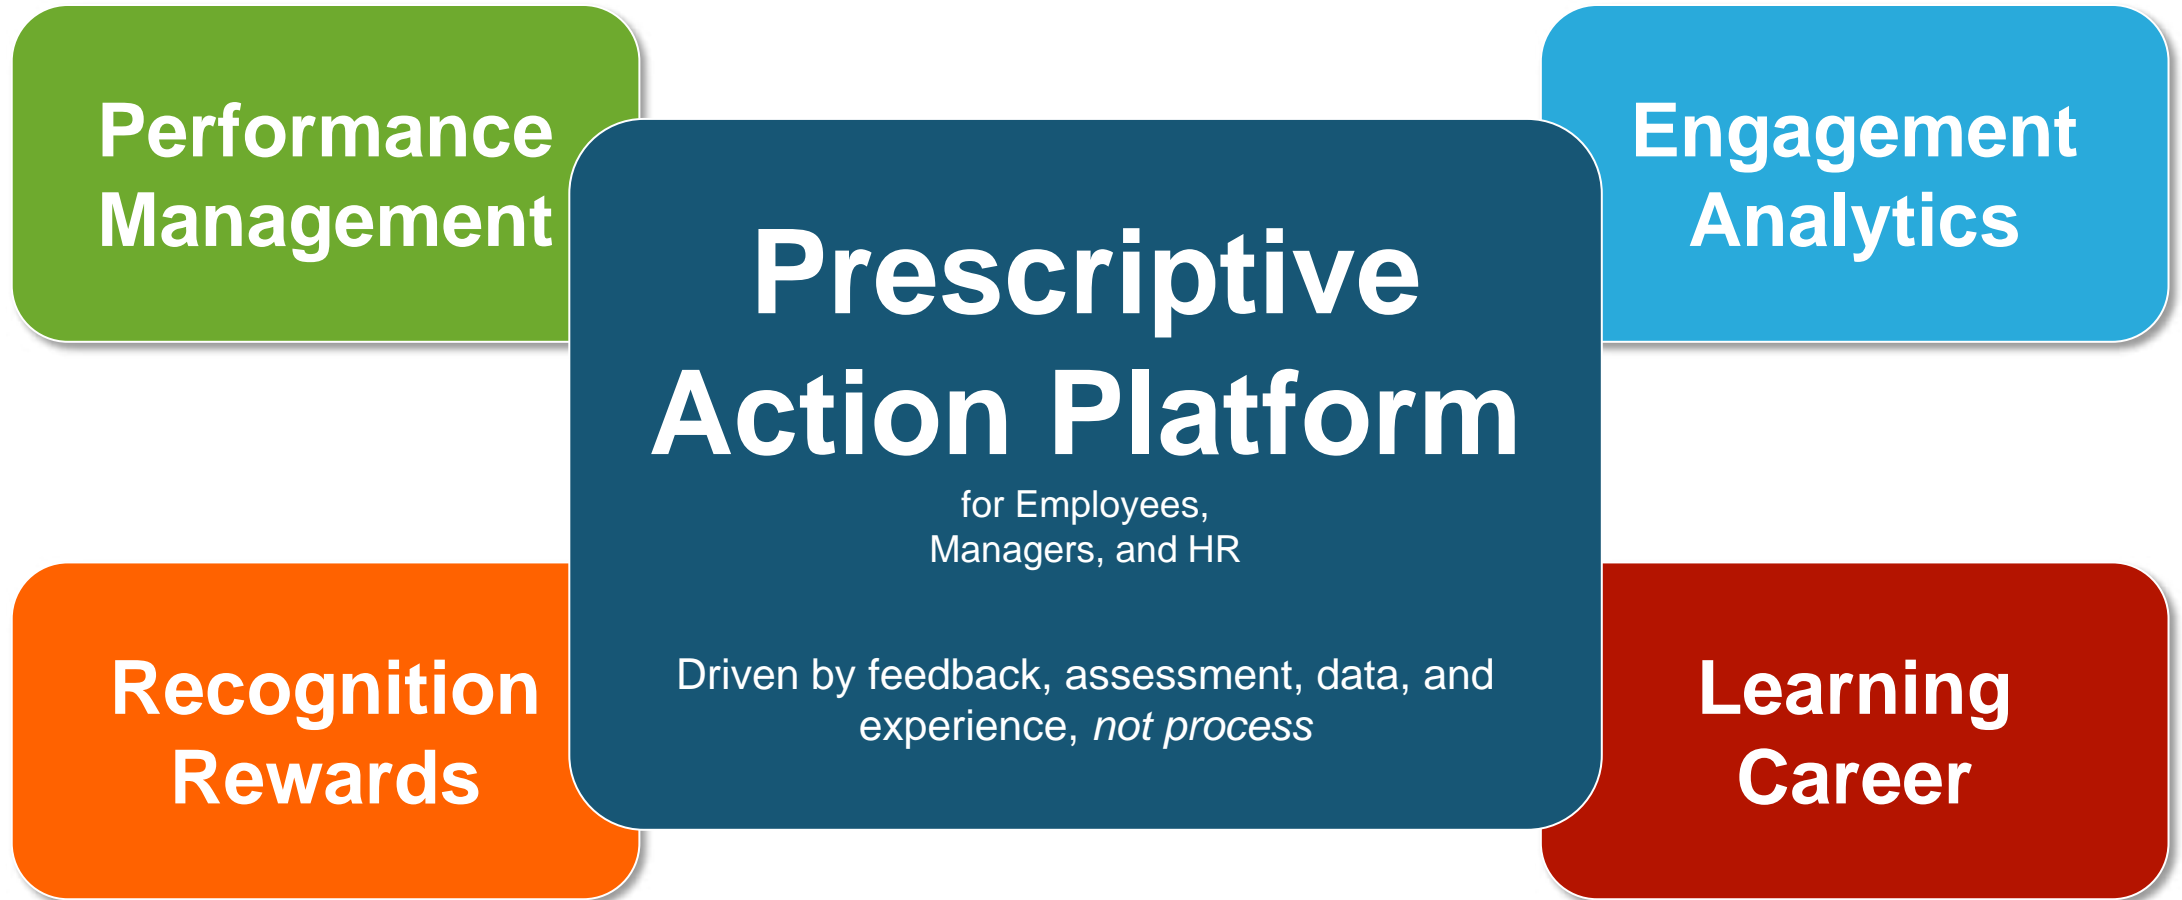 Performance
Management
Engagement
Analytics
Prescriptive
Action Platform
for Employees,
Managers, and HR
Driven by feedback, assessment, data, and
experience, not process
Recognition
Rewards
Learning
Career